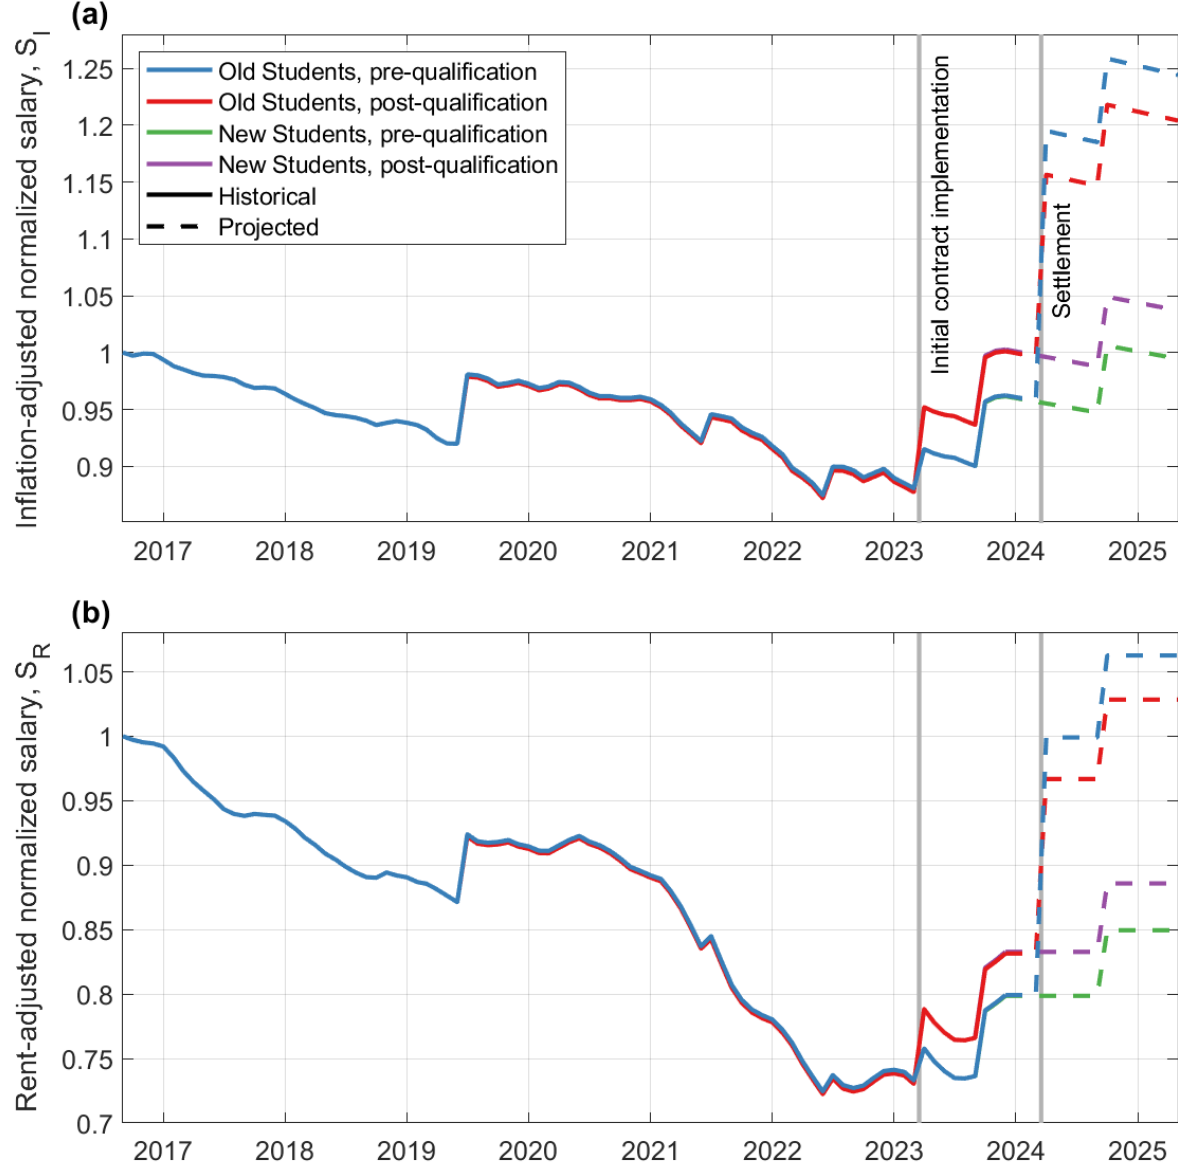 (a)
Inflation-adjusted normalized salary, S_I
1.25
1.2
1.15
1.1
1.05
1
0.95
0.9
Old Students, pre-qualification
Old Students, post-qualification
New Students, pre-qualification
New Students, post-qualification
Historical
Projected
Initial contract implementation
Settlement
2017 2018 2019 2020 2021 2022 2023 2024 2025
(b)
Rent-adjusted normalized salary, S_R
1.05
1
0.95
0.9
0.85
0.8
0.75
0.7
2017 2018 2019 2020 2021 2022 2023 2024 2025